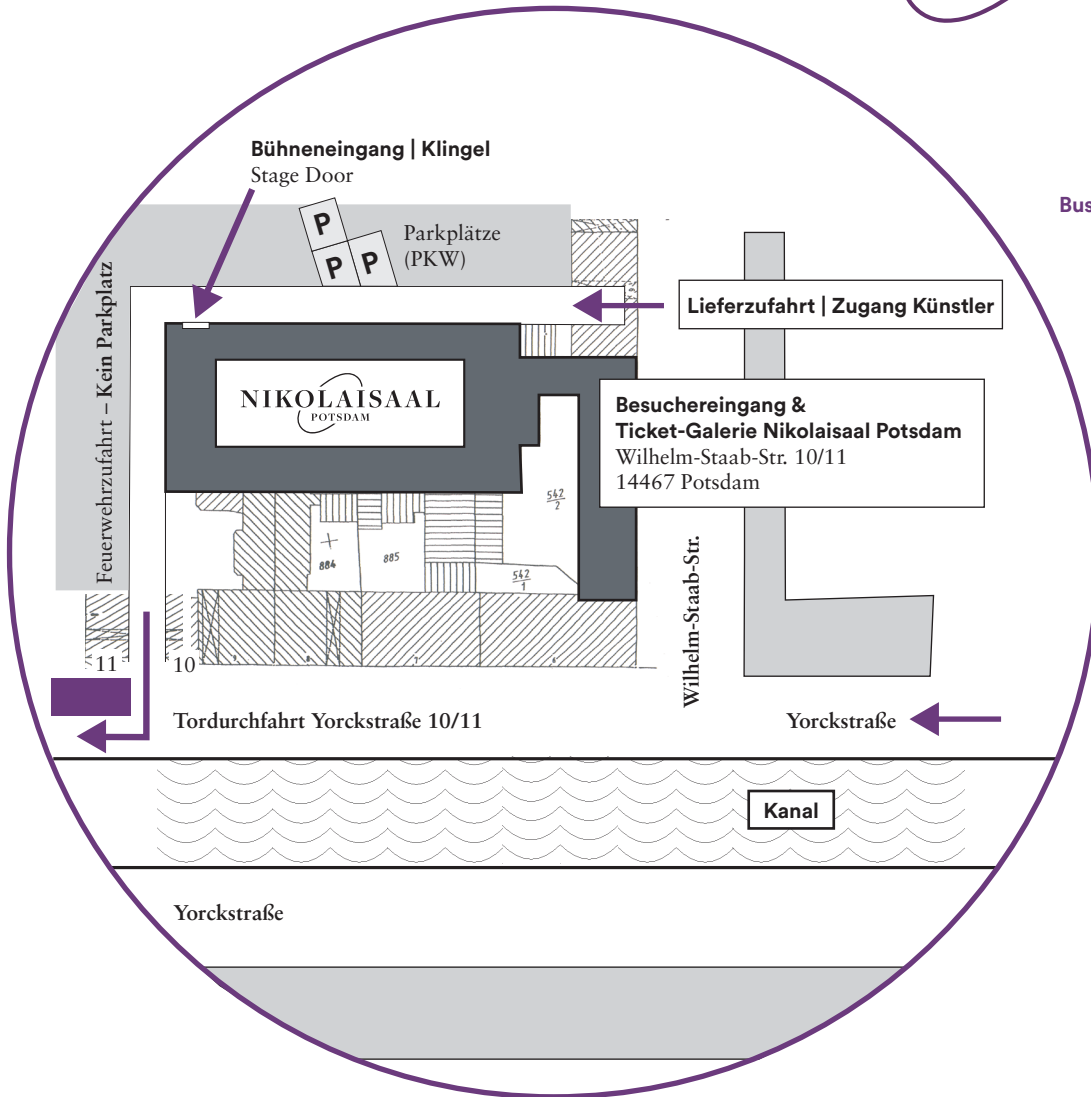 Bühneneingang | Klingel
Stage Door
Bus
P
P P
Parkplätze
(PKW)
Lieferzufahrt | Zugang Künstler
Feuerwehrzufahrt – Kein Parkplatz
NIKOLAISAAL
POTSDAM
Besuchereingang &
Ticket-Galerie Nikolaisaal Potsdam
Wilhelm-Staab-Str. 10/11
14467 Potsdam
542
2
884
885
542
1
Wilhelm-Staab-Str.
11
10
Tordurchfahrt Yorckstraße 10/11
Yorckstraße
Kanal
Yorckstraße